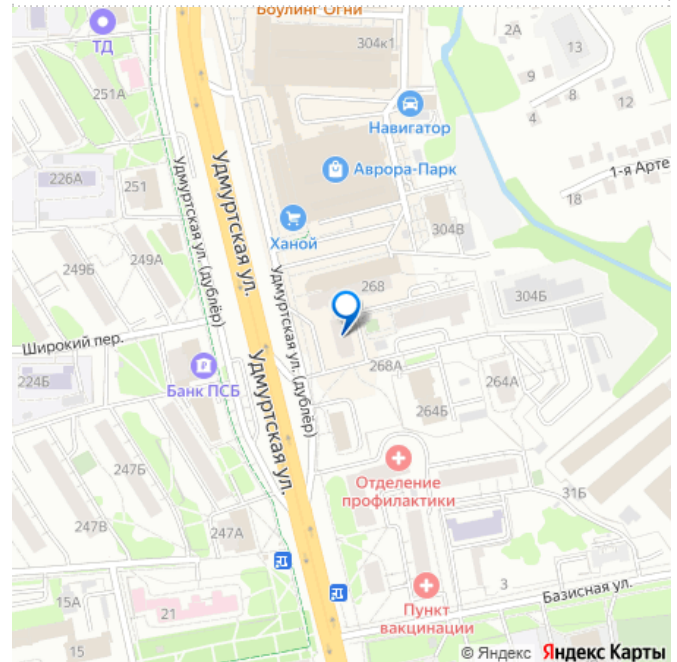 Боулинг Огни
2А
304к1
13
ТД
9
251А
8
12
4
Навигатор
Удмуртская ул. (дублёр)
Удмуртская ул.
Аврора-Парк
1-я Арте
226А
251
18
Ханой
304В
249Б
249А
268
304Б
Удмуртская ул. (дублёр)
Широкий пер.
Удмуртская ул.
268А
224Б
Банк ПСБ
264А
264Б
247Б
Отделение
профилактики
31Б
247В
247А
3
Базисная ул.
15А
21
Пункт
вакцинации
15
© Яндекс Яндекс Карты